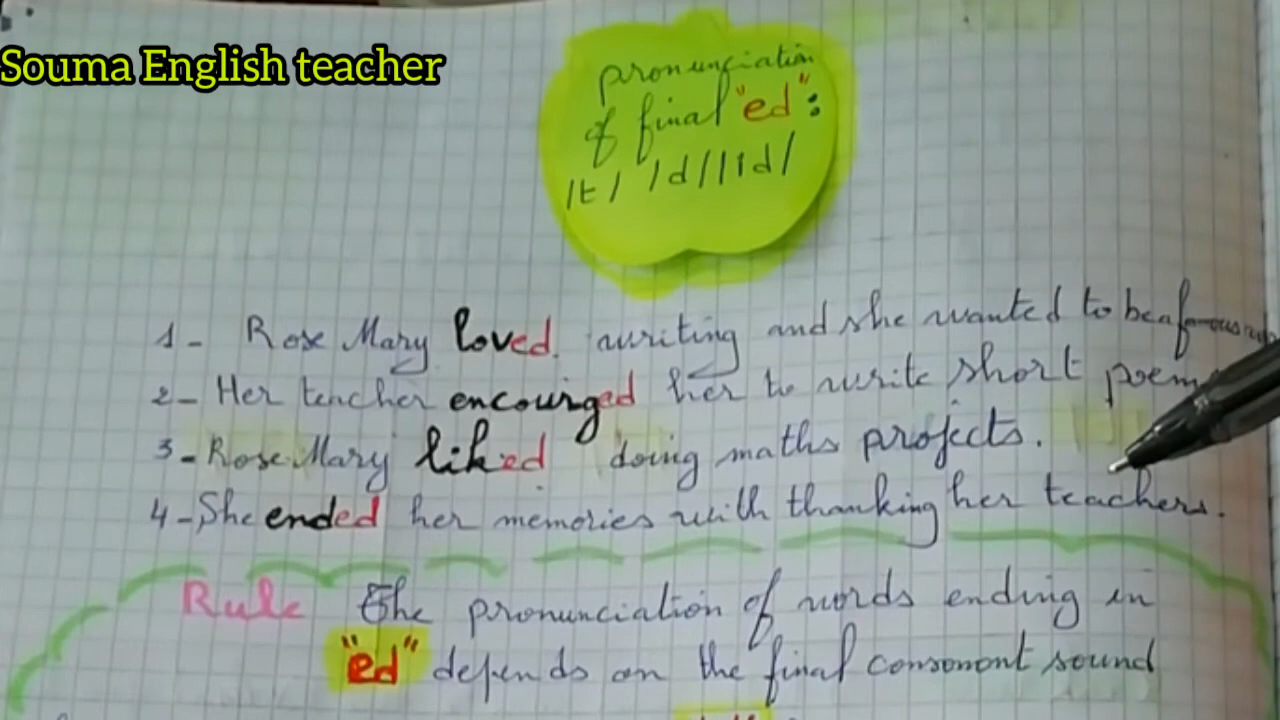 Souma English teacher
pronunciation
of final "ed":
/t/ /d/ /id/
1- Rose Mary loved writing and she wanted to be a famous
2- Her teacher encourged her to write short poem
3- Rose Mary liked doing maths projects.
4- She ended her memories with thanking her teachers.
Rule The pronunciation of words ending in
"ed" depends on the final consonont sound